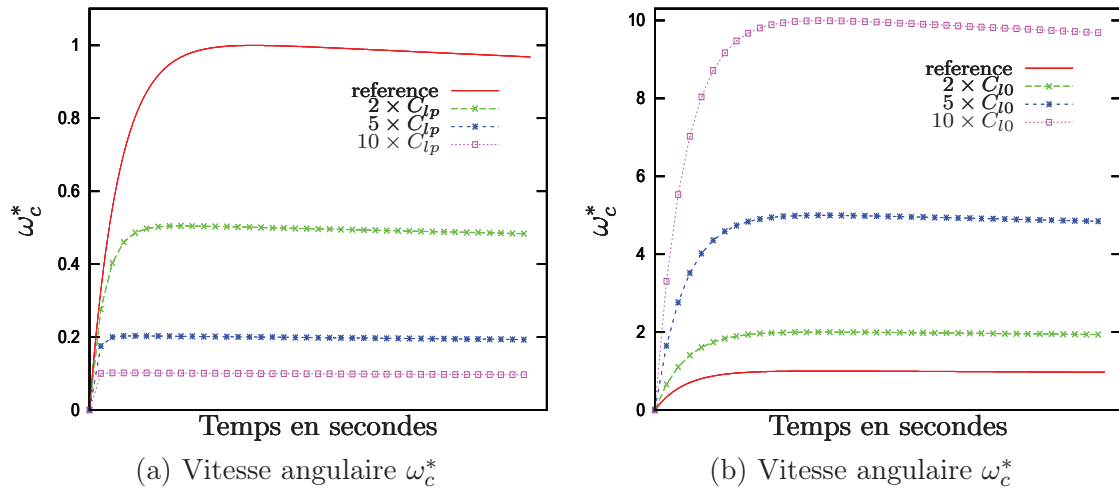 1
0.8
0.6
0.4
0.2
0
ω*c
reference
2 × Clp
5 × Clp
10 × Clp
Temps en secondes
(a) Vitesse angulaire ω*c
10
8
6
4
2
0
ω*c
reference
2 × Cl0
5 × Cl0
10 × Cl0
Temps en secondes
(b) Vitesse angulaire ω*c